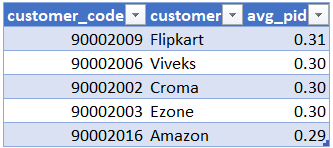 customer_code customer avg_pid
90002009 Flipkart 0.31
90002006 Viveks 0.30
90002002 Croma 0.30
90002003 Ezone 0.30
90002016 Amazon 0.29